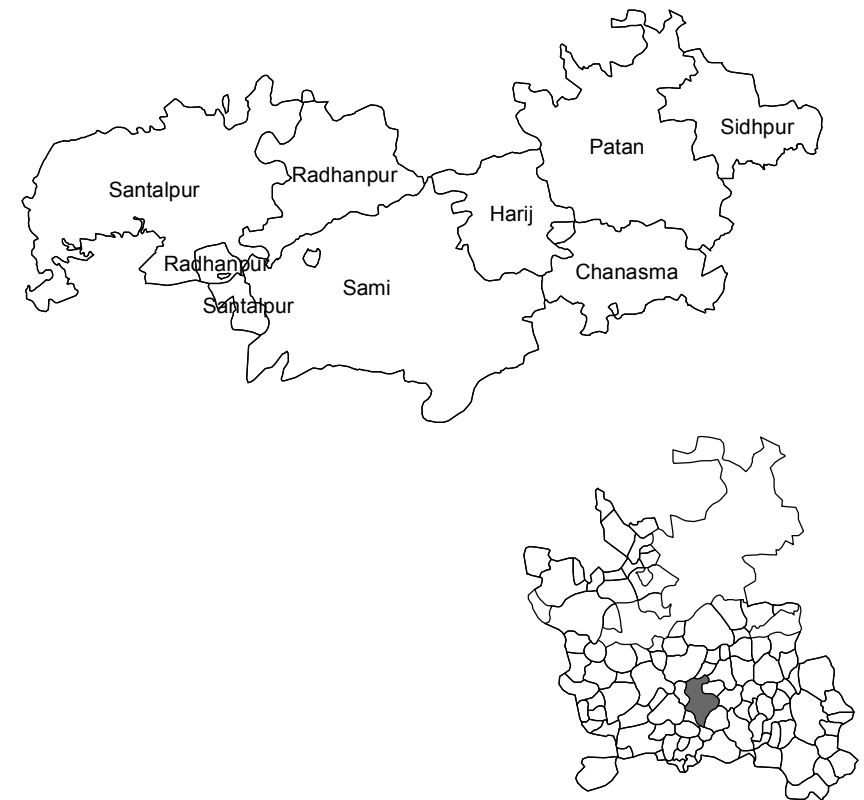 Sidhpur
Patan
Radhanpur
Santalpur
Harij
Radhanpur
Chanasma
Sami
Santalpur